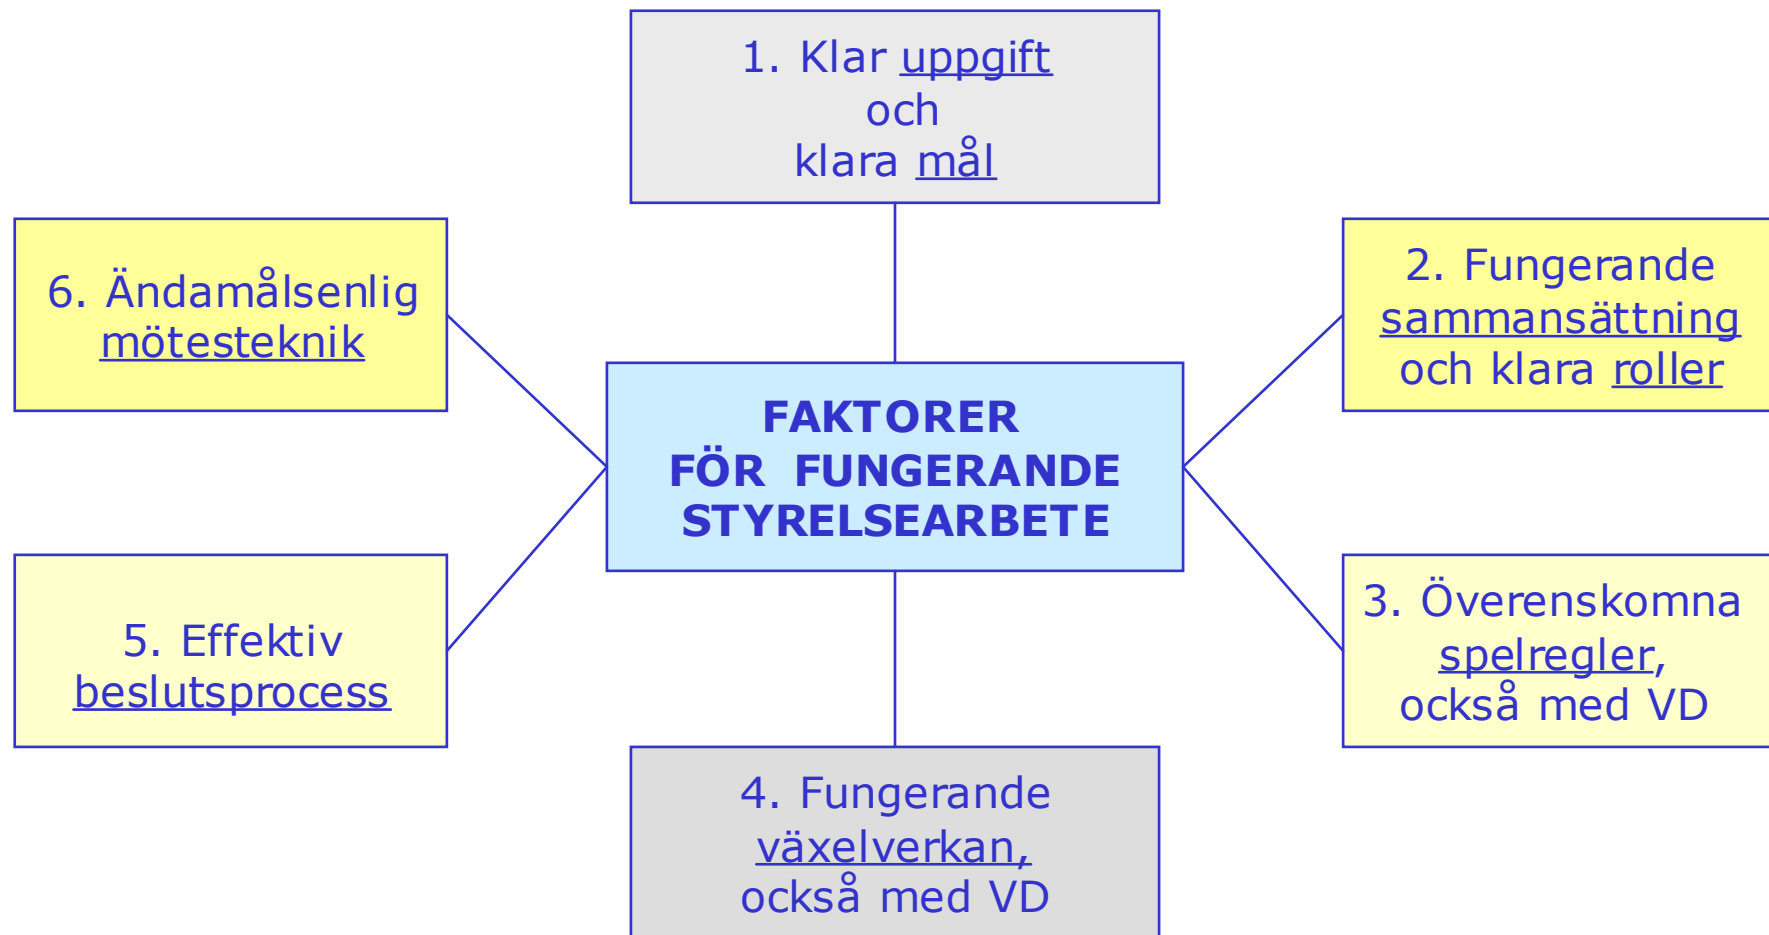 1. Klar uppgift
och
klara mål
2. Fungerande
sammansättning
och klara roller
3. Överenskomna
spelregler,
också med VD
4. Fungerande
växelverkan,
också med VD
5. Effektiv
beslutsprocess
6. Ändamålsenlig
mötesteknik
FAKTORER
FÖR FUNGERANDE
STYRELSEARBETE